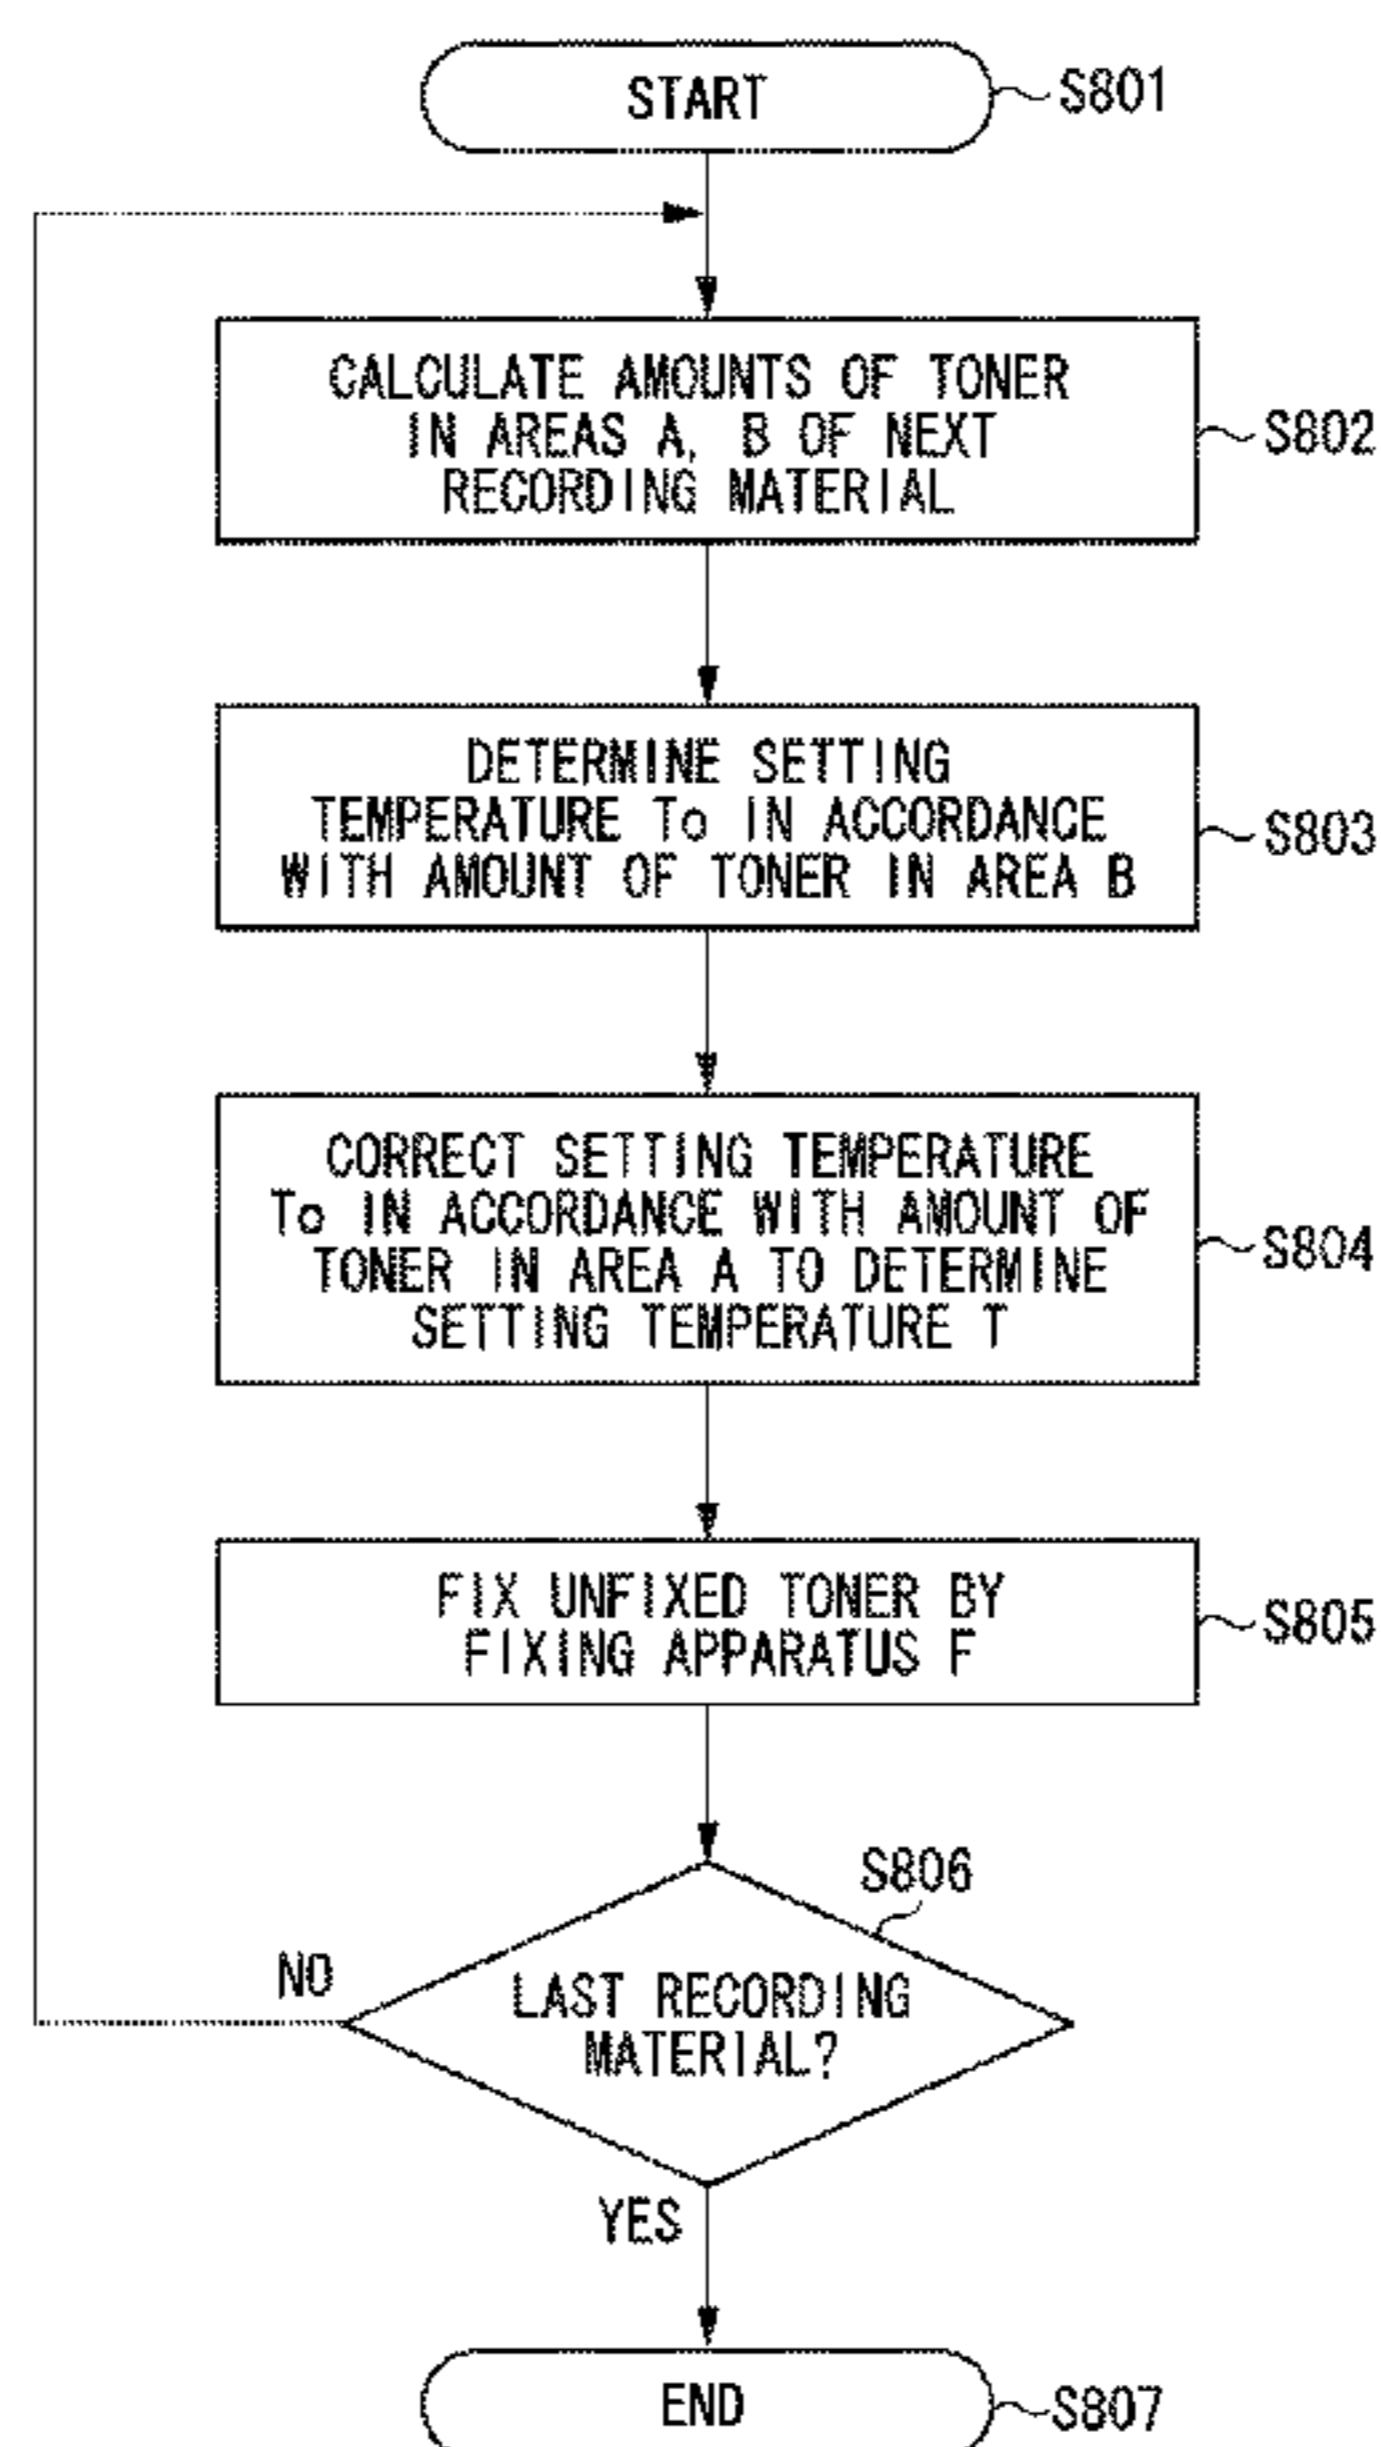 START
S801
CALCULATE AMOUNTS OF TONER
IN AREAS A, B OF NEXT
RECORDING MATERIAL
S802
DETERMINE SETTING
TEMPERATURE To IN ACCORDANCE
WITH AMOUNT OF TONER IN AREA B
S803
CORRECT SETTING TEMPERATURE
To IN ACCORDANCE WITH AMOUNT OF
TONER IN AREA A TO DETERMINE
SETTING TEMPERATURE T
S804
FIX UNFIXED TONER BY
FIXING APPARATUS F
S805
S806
NO
LAST RECORDING
MATERIAL?
YES
END
S807